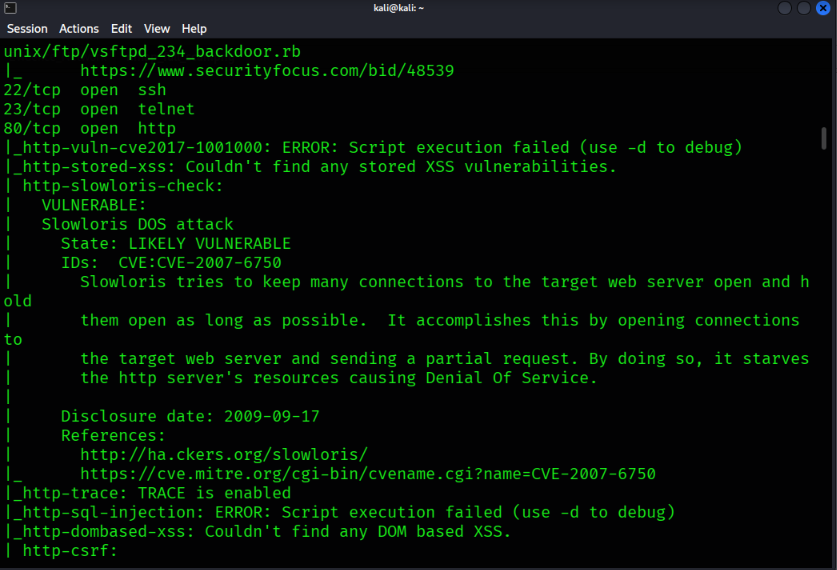 kali@kali: ~
Session Actions Edit View Help
unix/ftp/vsftpd_234_backdoor.rb
|_      https://www.securityfocus.com/bid/48539
22/tcp  open  ssh
23/tcp  open  telnet
80/tcp  open  http
|_http-vuln-cve2017-1001000: ERROR: Script execution failed (use -d to debug)
|_http-stored-xss: Couldn't find any stored XSS vulnerabilities.
| http-slowloris-check:
|   VULNERABLE:
|   Slowloris DOS attack
|     State: LIKELY VULNERABLE
|     IDs:  CVE:CVE-2007-6750
|       Slowloris tries to keep many connections to the target web server open and h
old
|       them open as long as possible.  It accomplishes this by opening connections
to
|       the target web server and sending a partial request. By doing so, it starves
|       the http server's resources causing Denial Of Service.
|
|     Disclosure date: 2009-09-17
|     References:
|       http://ha.ckers.org/slowloris/
|_      https://cve.mitre.org/cgi-bin/cvename.cgi?name=CVE-2007-6750
|_http-trace: TRACE is enabled
|_http-sql-injection: ERROR: Script execution failed (use -d to debug)
|_http-dombased-xss: Couldn't find any DOM based XSS.
| http-csrf: